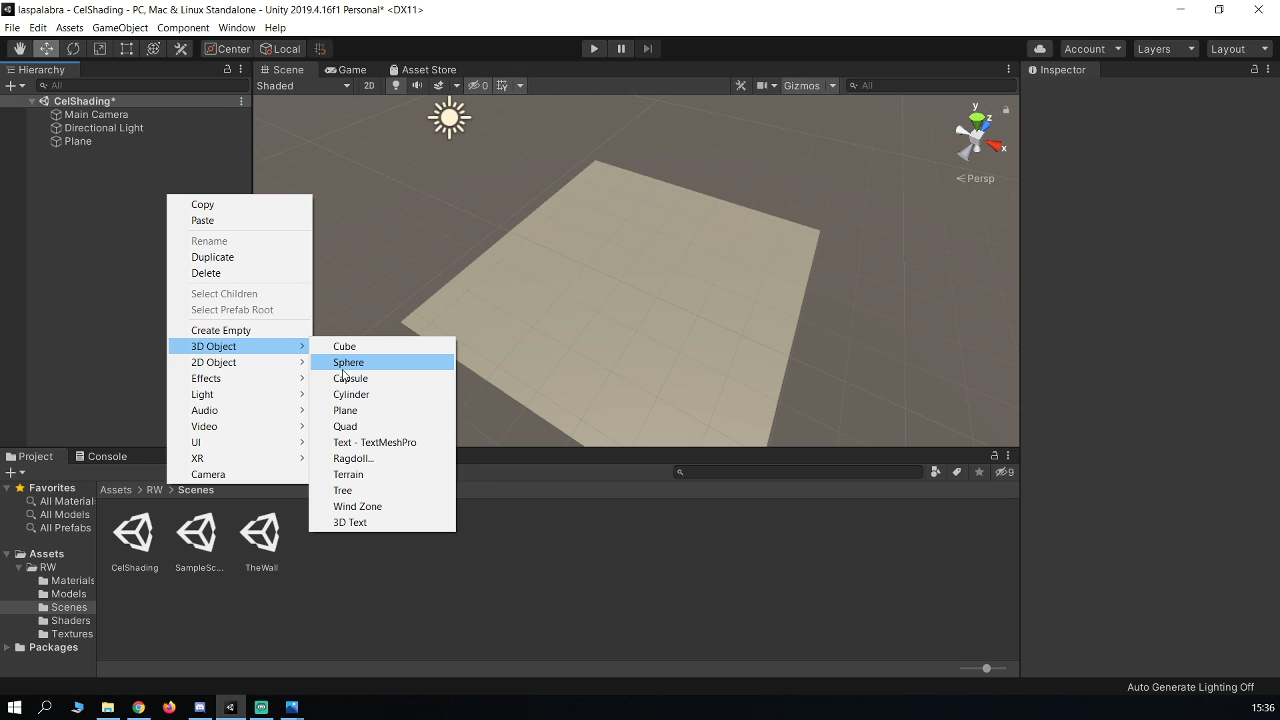 laspalabra - CelShading - PC, Mac & Linux Standalone - Unity 2019.4.16f1 Personal* <DX11>
File Edit Assets GameObject Component Window Help
Center Local Account Layers Layout
Hierarchy Scene Game Asset Store Inspector
All Shaded 2D 0 Gizmos All
CelShading*
Main Camera
Directional Light
Plane
y
z
x
Persp
Copy
Paste
Rename
Duplicate
Delete
Select Children
Select Prefab Root
Create Empty
3D Object
2D Object
Effects
Light
Audio
Video
UI
XR
Camera
Cube
Sphere
Capsule
Cylinder
Plane
Quad
Text - TextMeshPro
Ragdoll...
Terrain
Tree
Wind Zone
3D Text
Project Console
9
Favorites
All Material
All Models
All Prefabs
Assets
RW
Materials
Models
Scenes
Shaders
Textures
Packages
Assets > RW > Scenes
CelShading SampleSc... TheWall
Auto Generate Lighting Off
15:36